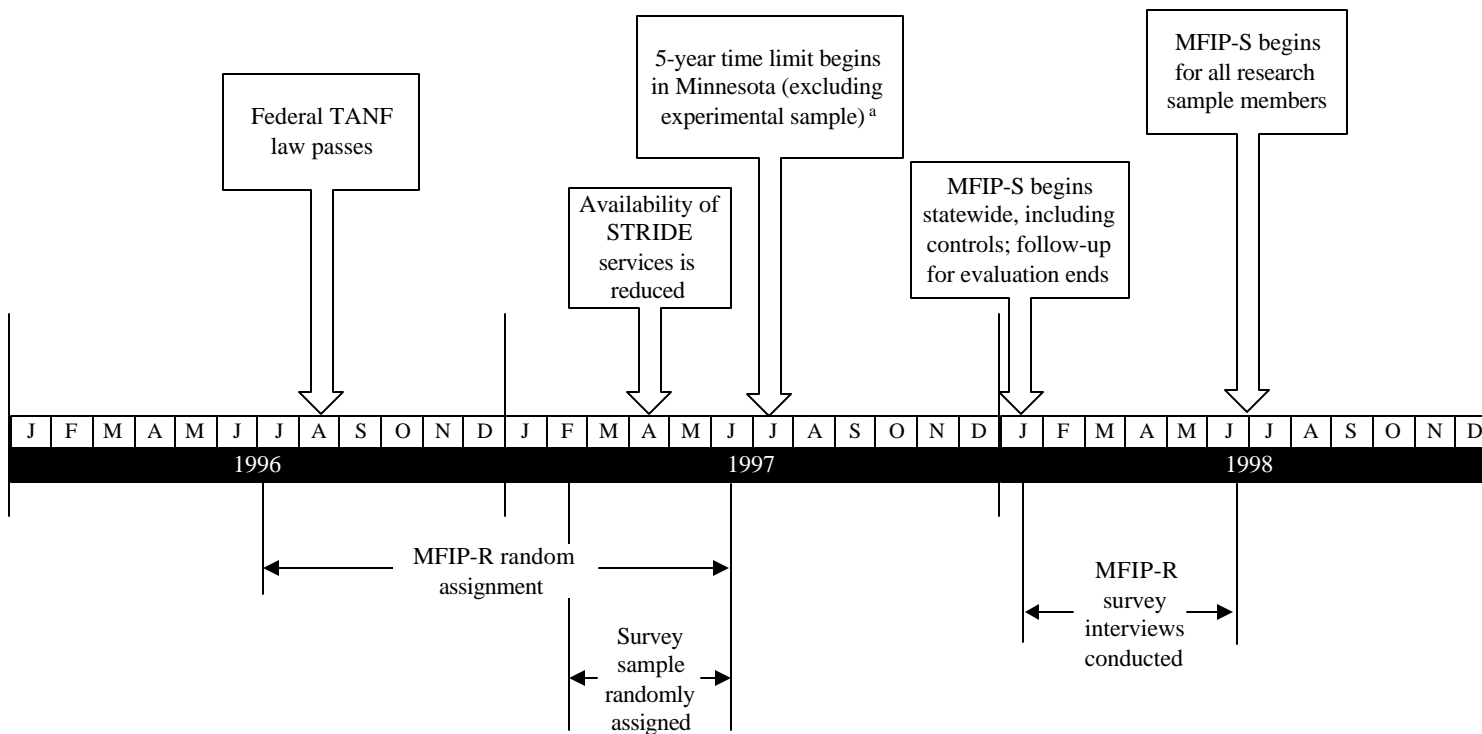 Federal TANF
law passes
Availability of
STRIDE
services is
reduced
5-year time limit begins
in Minnesota (excluding
experimental sample) a
MFIP-S begins
statewide, including
controls; follow-up
for evaluation ends
MFIP-S begins
for all research
sample members
J F M A M J J A S O N D J F M A M J J A S O N D J F M A M J J A S O N D
1996 1997 1998
MFIP-R random
assignment
Survey
sample
randomly
assigned
MFIP-R
survey
interviews
conducted